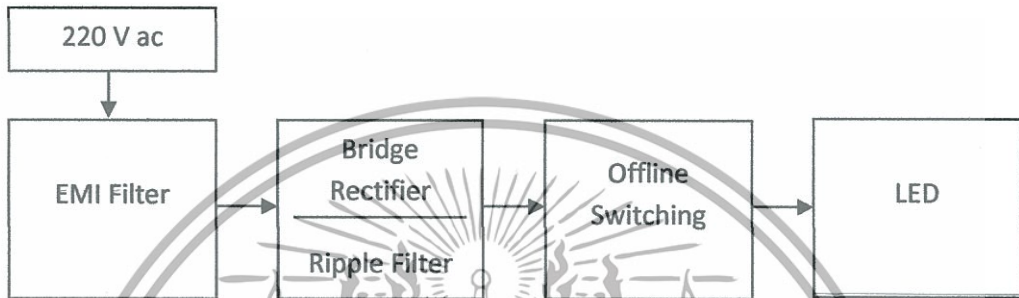 220 V ac
EMI Filter
Bridge
Rectifier
Ripple Filter
Offline
Switching
LED